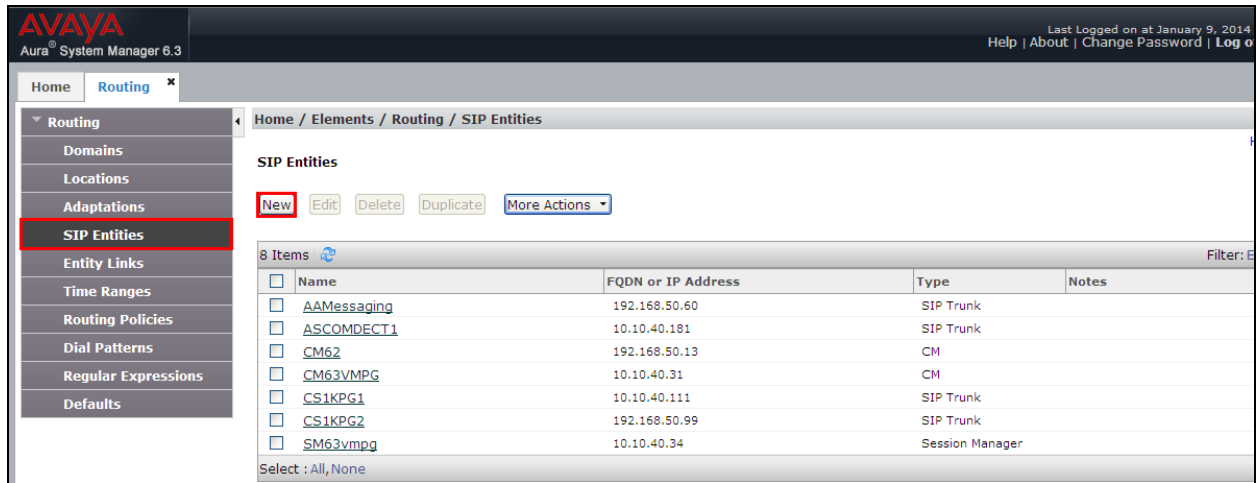 AVAYA
Aura® System Manager 6.3
Last Logged on at January 9, 2014
Help | About | Change Password | Log o
Home
Routing
Routing
Domains
Locations
Adaptations
SIP Entities
Entity Links
Time Ranges
Routing Policies
Dial Patterns
Regular Expressions
Defaults
Home / Elements / Routing / SIP Entities
H
SIP Entities
New Edit Delete Duplicate More Actions
8 Items Filter: E
Name FQDN or IP Address Type Notes
AAMessaging 192.168.50.60 SIP Trunk
ASCOMDECT1 10.10.40.181 SIP Trunk
CM62 192.168.50.13 CM
CM63VMPG 10.10.40.31 CM
CS1KPG1 10.10.40.111 SIP Trunk
CS1KPG2 192.168.50.99 SIP Trunk
SM63vmpg 10.10.40.34 Session Manager
Select : All, None